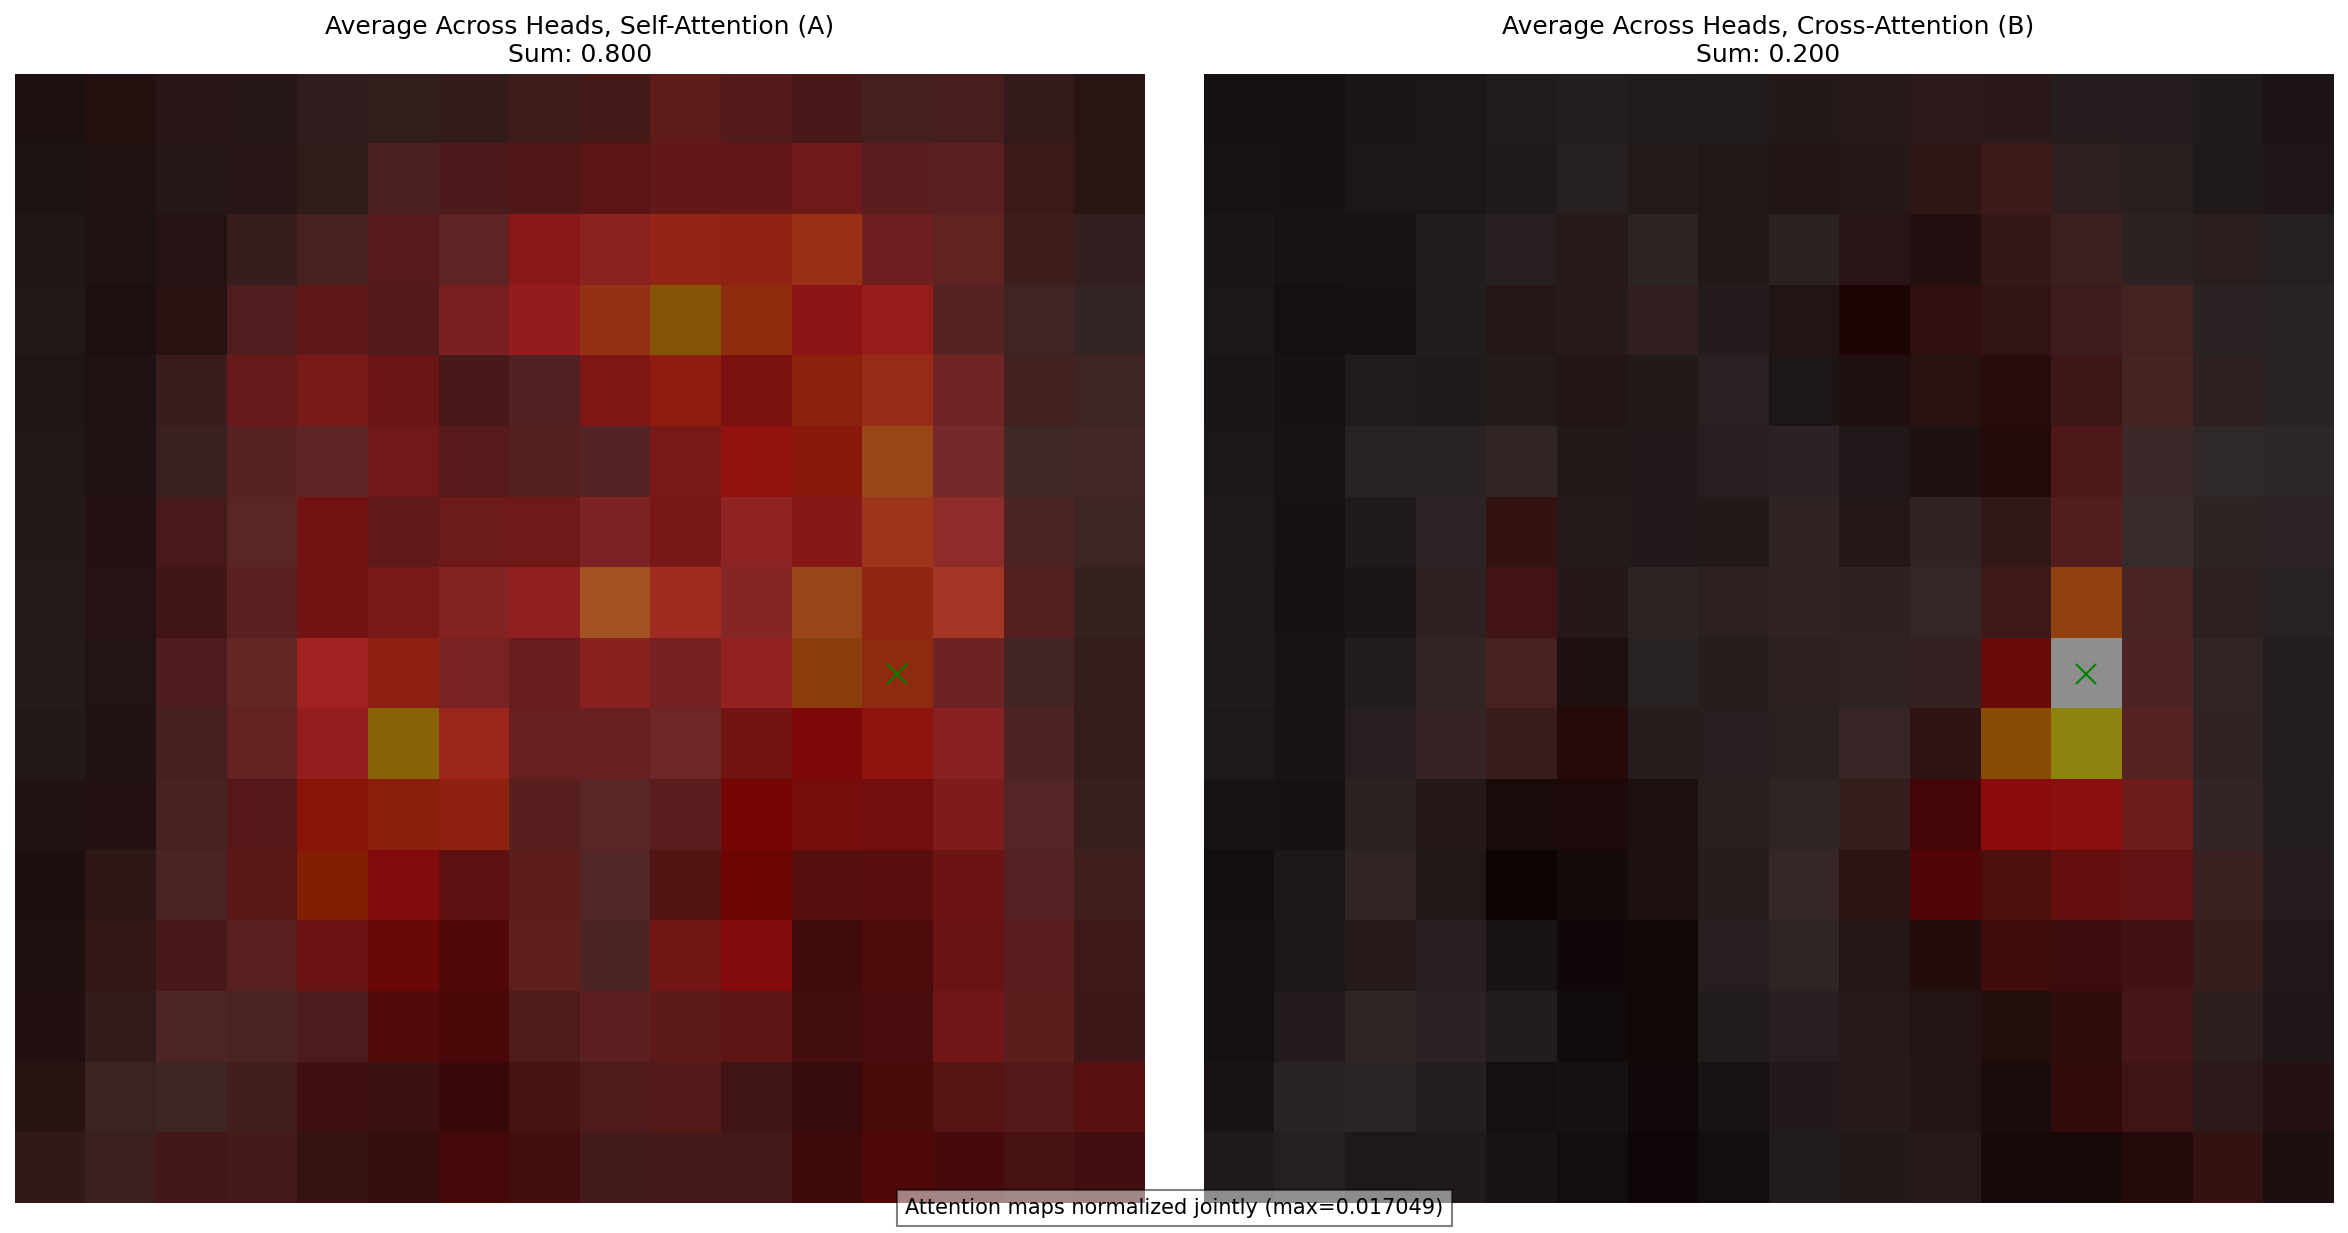 Average Across Heads, Self-Attention (A)
Sum: 0.800
Average Across Heads, Cross-Attention (B)
Sum: 0.200
Attention maps normalized jointly (max=0.017049)